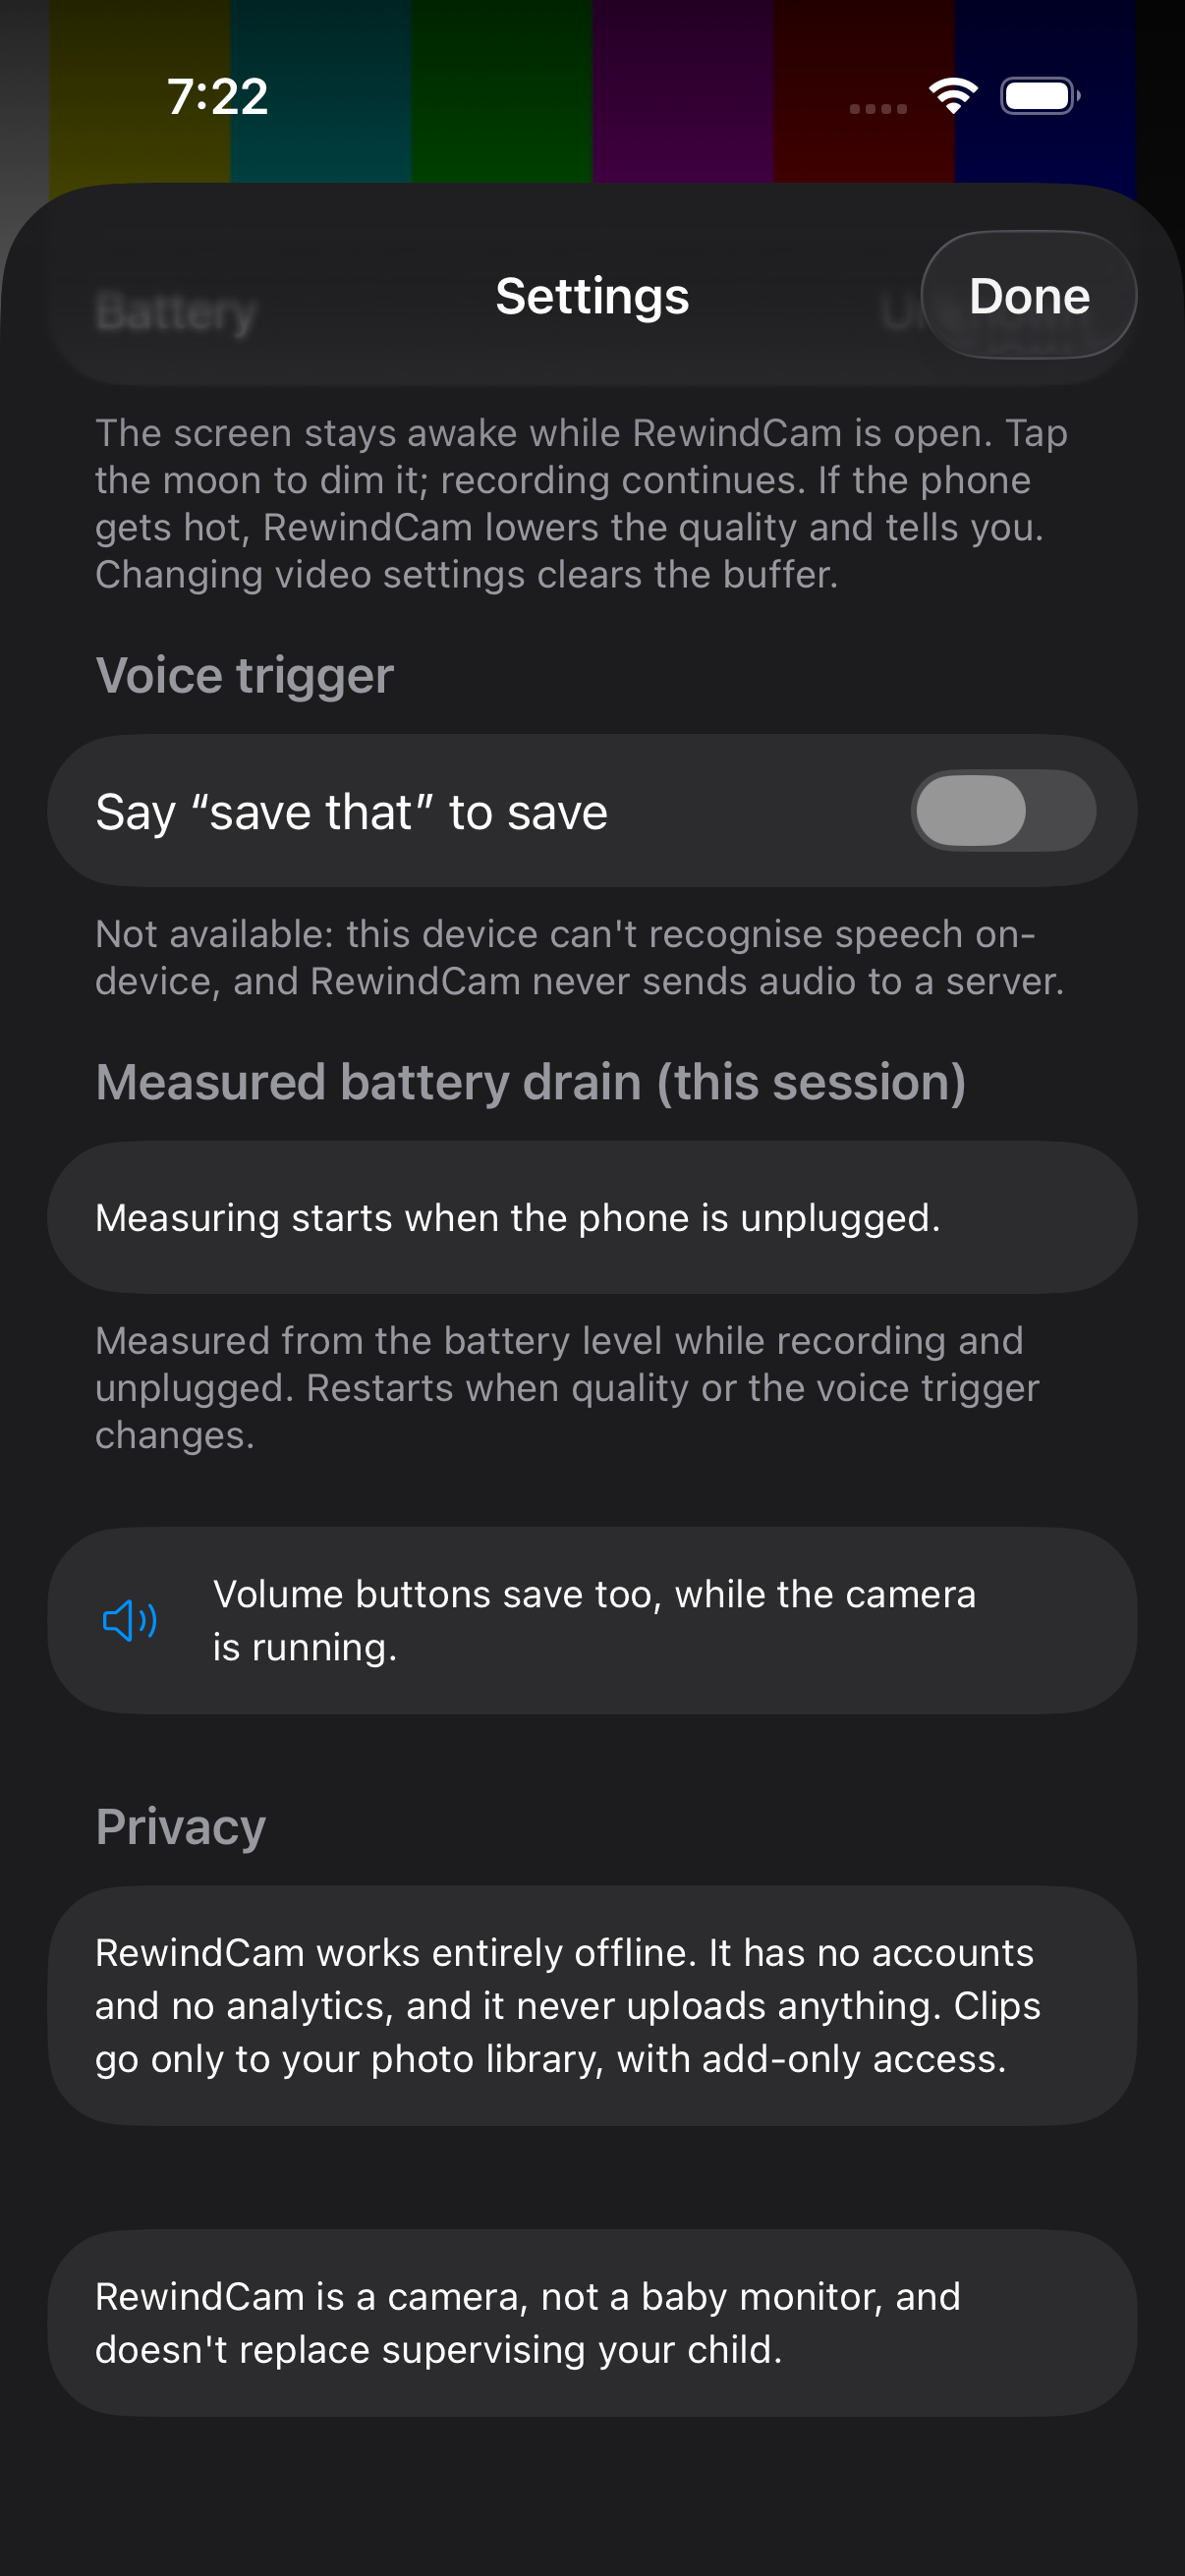 7:22
Battery
Settings
Done
The screen stays awake while RewindCam is open. Tap
the moon to dim it; recording continues. If the phone
gets hot, RewindCam lowers the quality and tells you.
Changing video settings clears the buffer.
Voice trigger
Say “save that” to save
Not available: this device can't recognise speech on-
device, and RewindCam never sends audio to a server.
Measured battery drain (this session)
Measuring starts when the phone is unplugged.
Measured from the battery level while recording and
unplugged. Restarts when quality or the voice trigger
changes.
Volume buttons save too, while the camera
is running.
Privacy
RewindCam works entirely offline. It has no accounts
and no analytics, and it never uploads anything. Clips
go only to your photo library, with add-only access.
RewindCam is a camera, not a baby monitor, and
doesn't replace supervising your child.